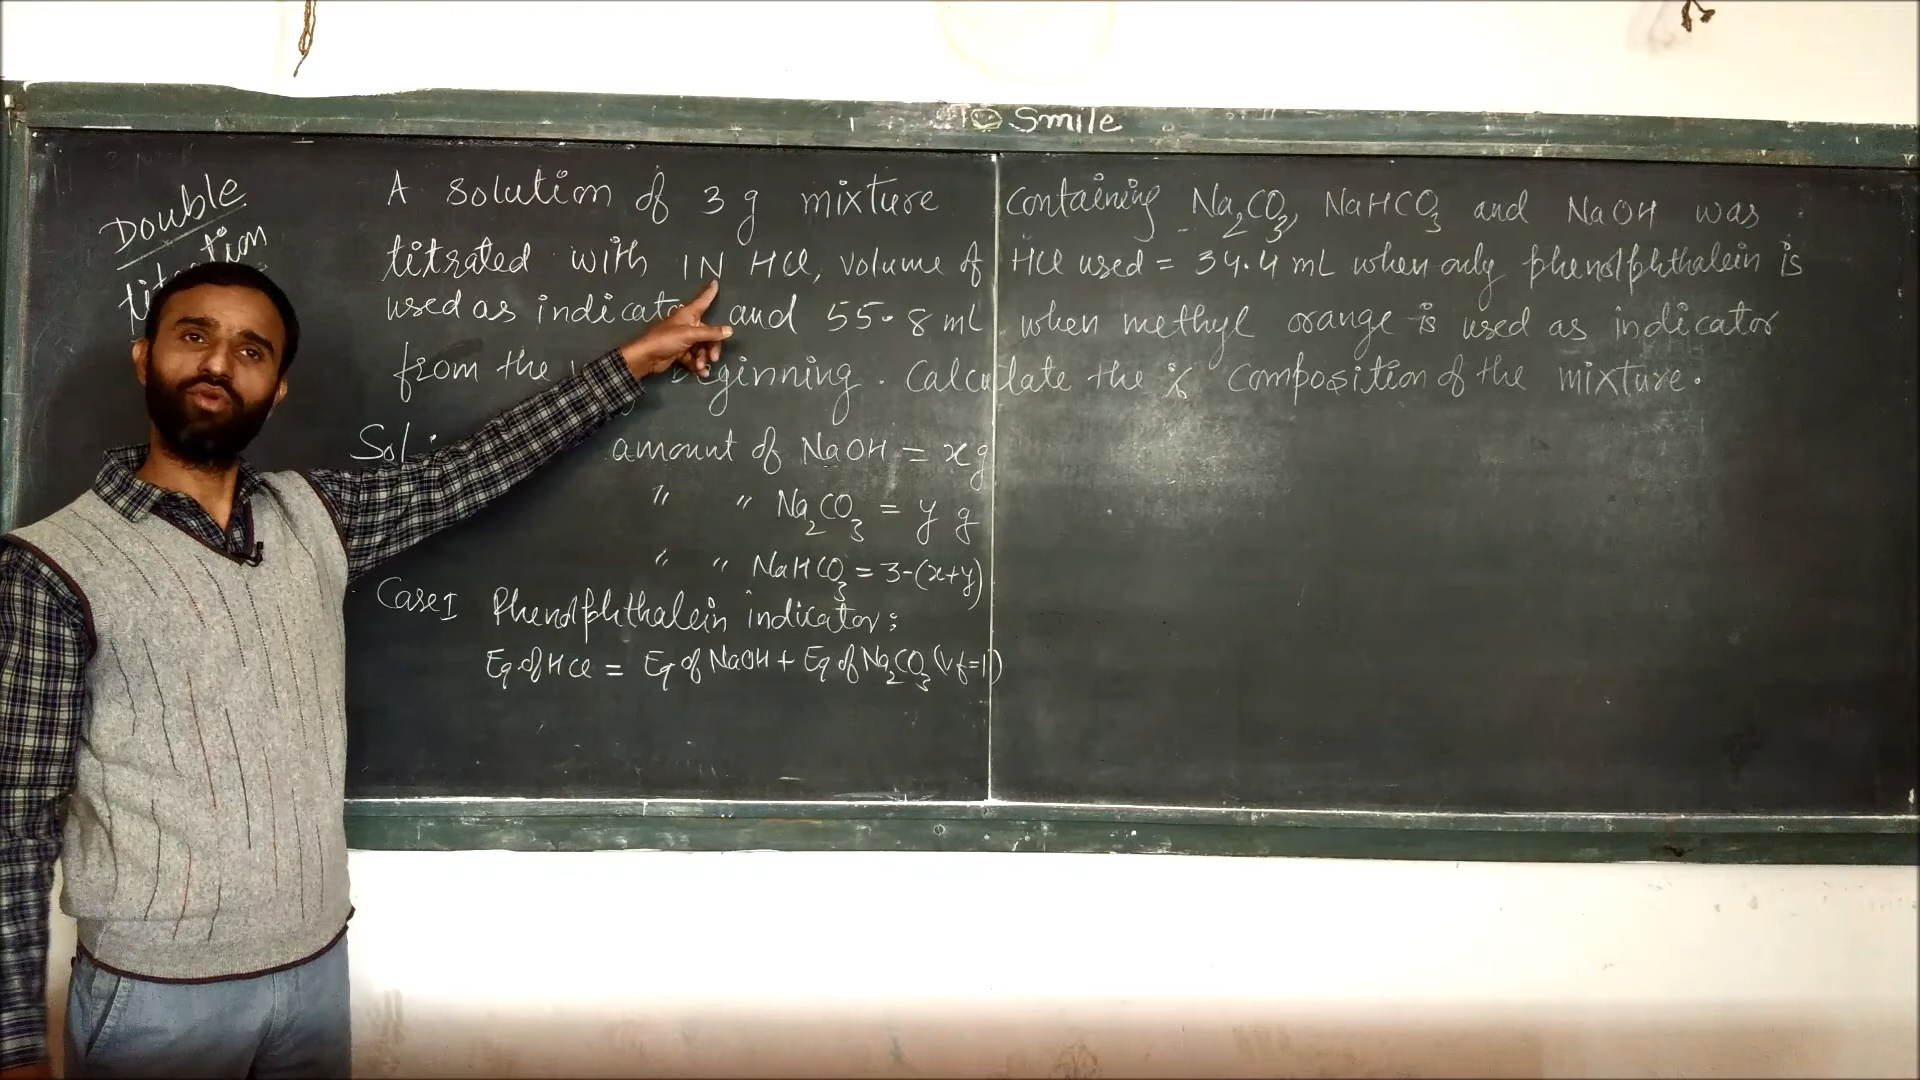 Smile
Double
titration
A solution of 3 g mixture containing Na2CO3, NaHCO3 and NaOH was
titrated with 1N HCl, volume of HCl used = 34.4 mL when only phenolphthalein is
used as indicator and 55.8 mL when methyl orange is used as indicator
from the beginning. Calculate the % composition of the mixture.
Sol:
amount of NaOH = x g
" " Na2CO3 = y g
" " NaHCO3 = 3-(x+y)
Case I Phenolphthalein indicator:
Eq of HCl = Eq of NaOH + Eq of Na2CO3 (Vf=1)